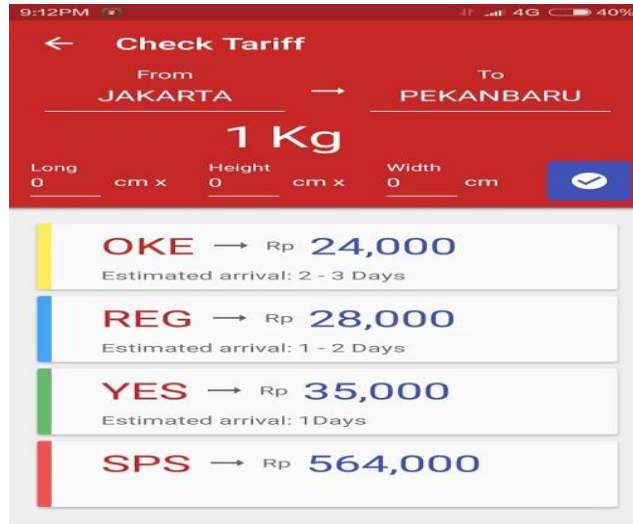 9:12PM 4G 40%
← Check Tariff
From To
JAKARTA → PEKANBARU
1 Kg
Long Height Width
0 cm x 0 cm x 0 cm
OKE → Rp 24,000
Estimated arrival: 2 - 3 Days
REG → Rp 28,000
Estimated arrival: 1 - 2 Days
YES → Rp 35,000
Estimated arrival: 1 Days
SPS → Rp 564,000